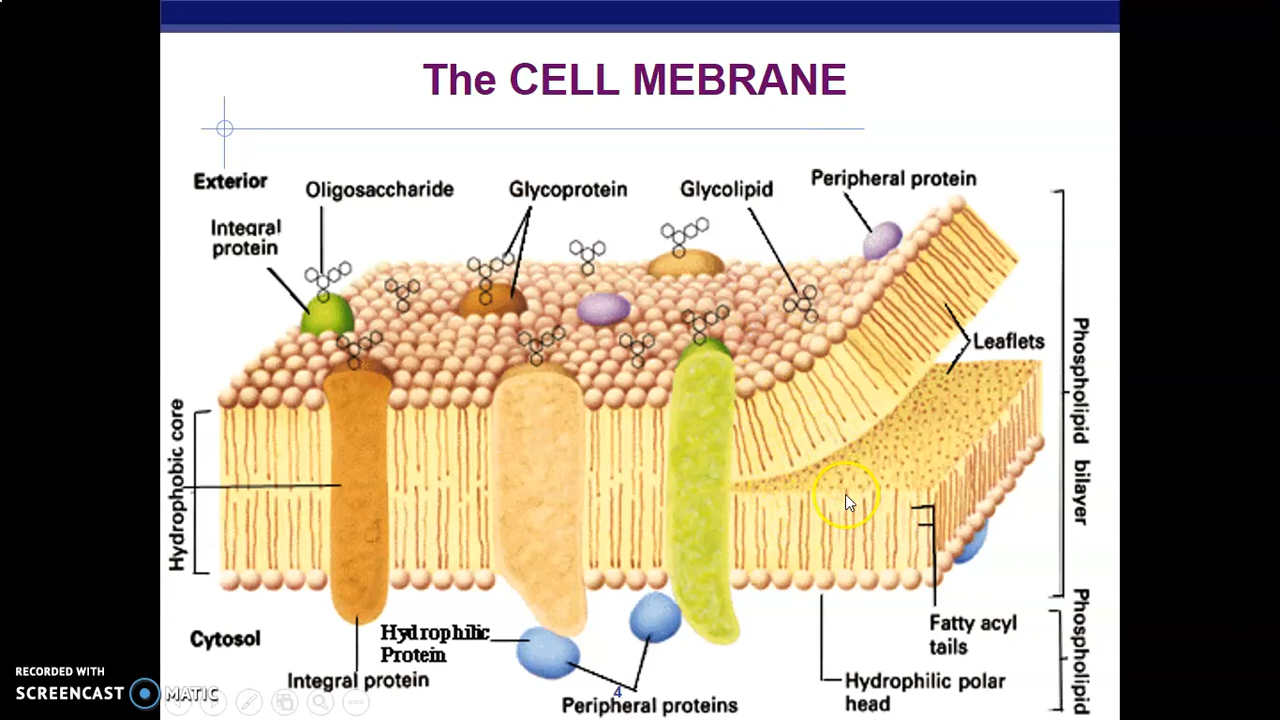 The CELL MEBRANE
Exterior
Oligosaccharide
Glycoprotein
Glycolipid
Peripheral protein
Integral
protein
Leaflets
Hydrophobic core
Phospholipid bilayer
Cytosol
Hydrophilic
Protein
Integral protein
4
Peripheral proteins
Fatty acyl
tails
Hydrophilic polar
head
Phospholipid
RECORDED WITH
SCREENCAST MATIC